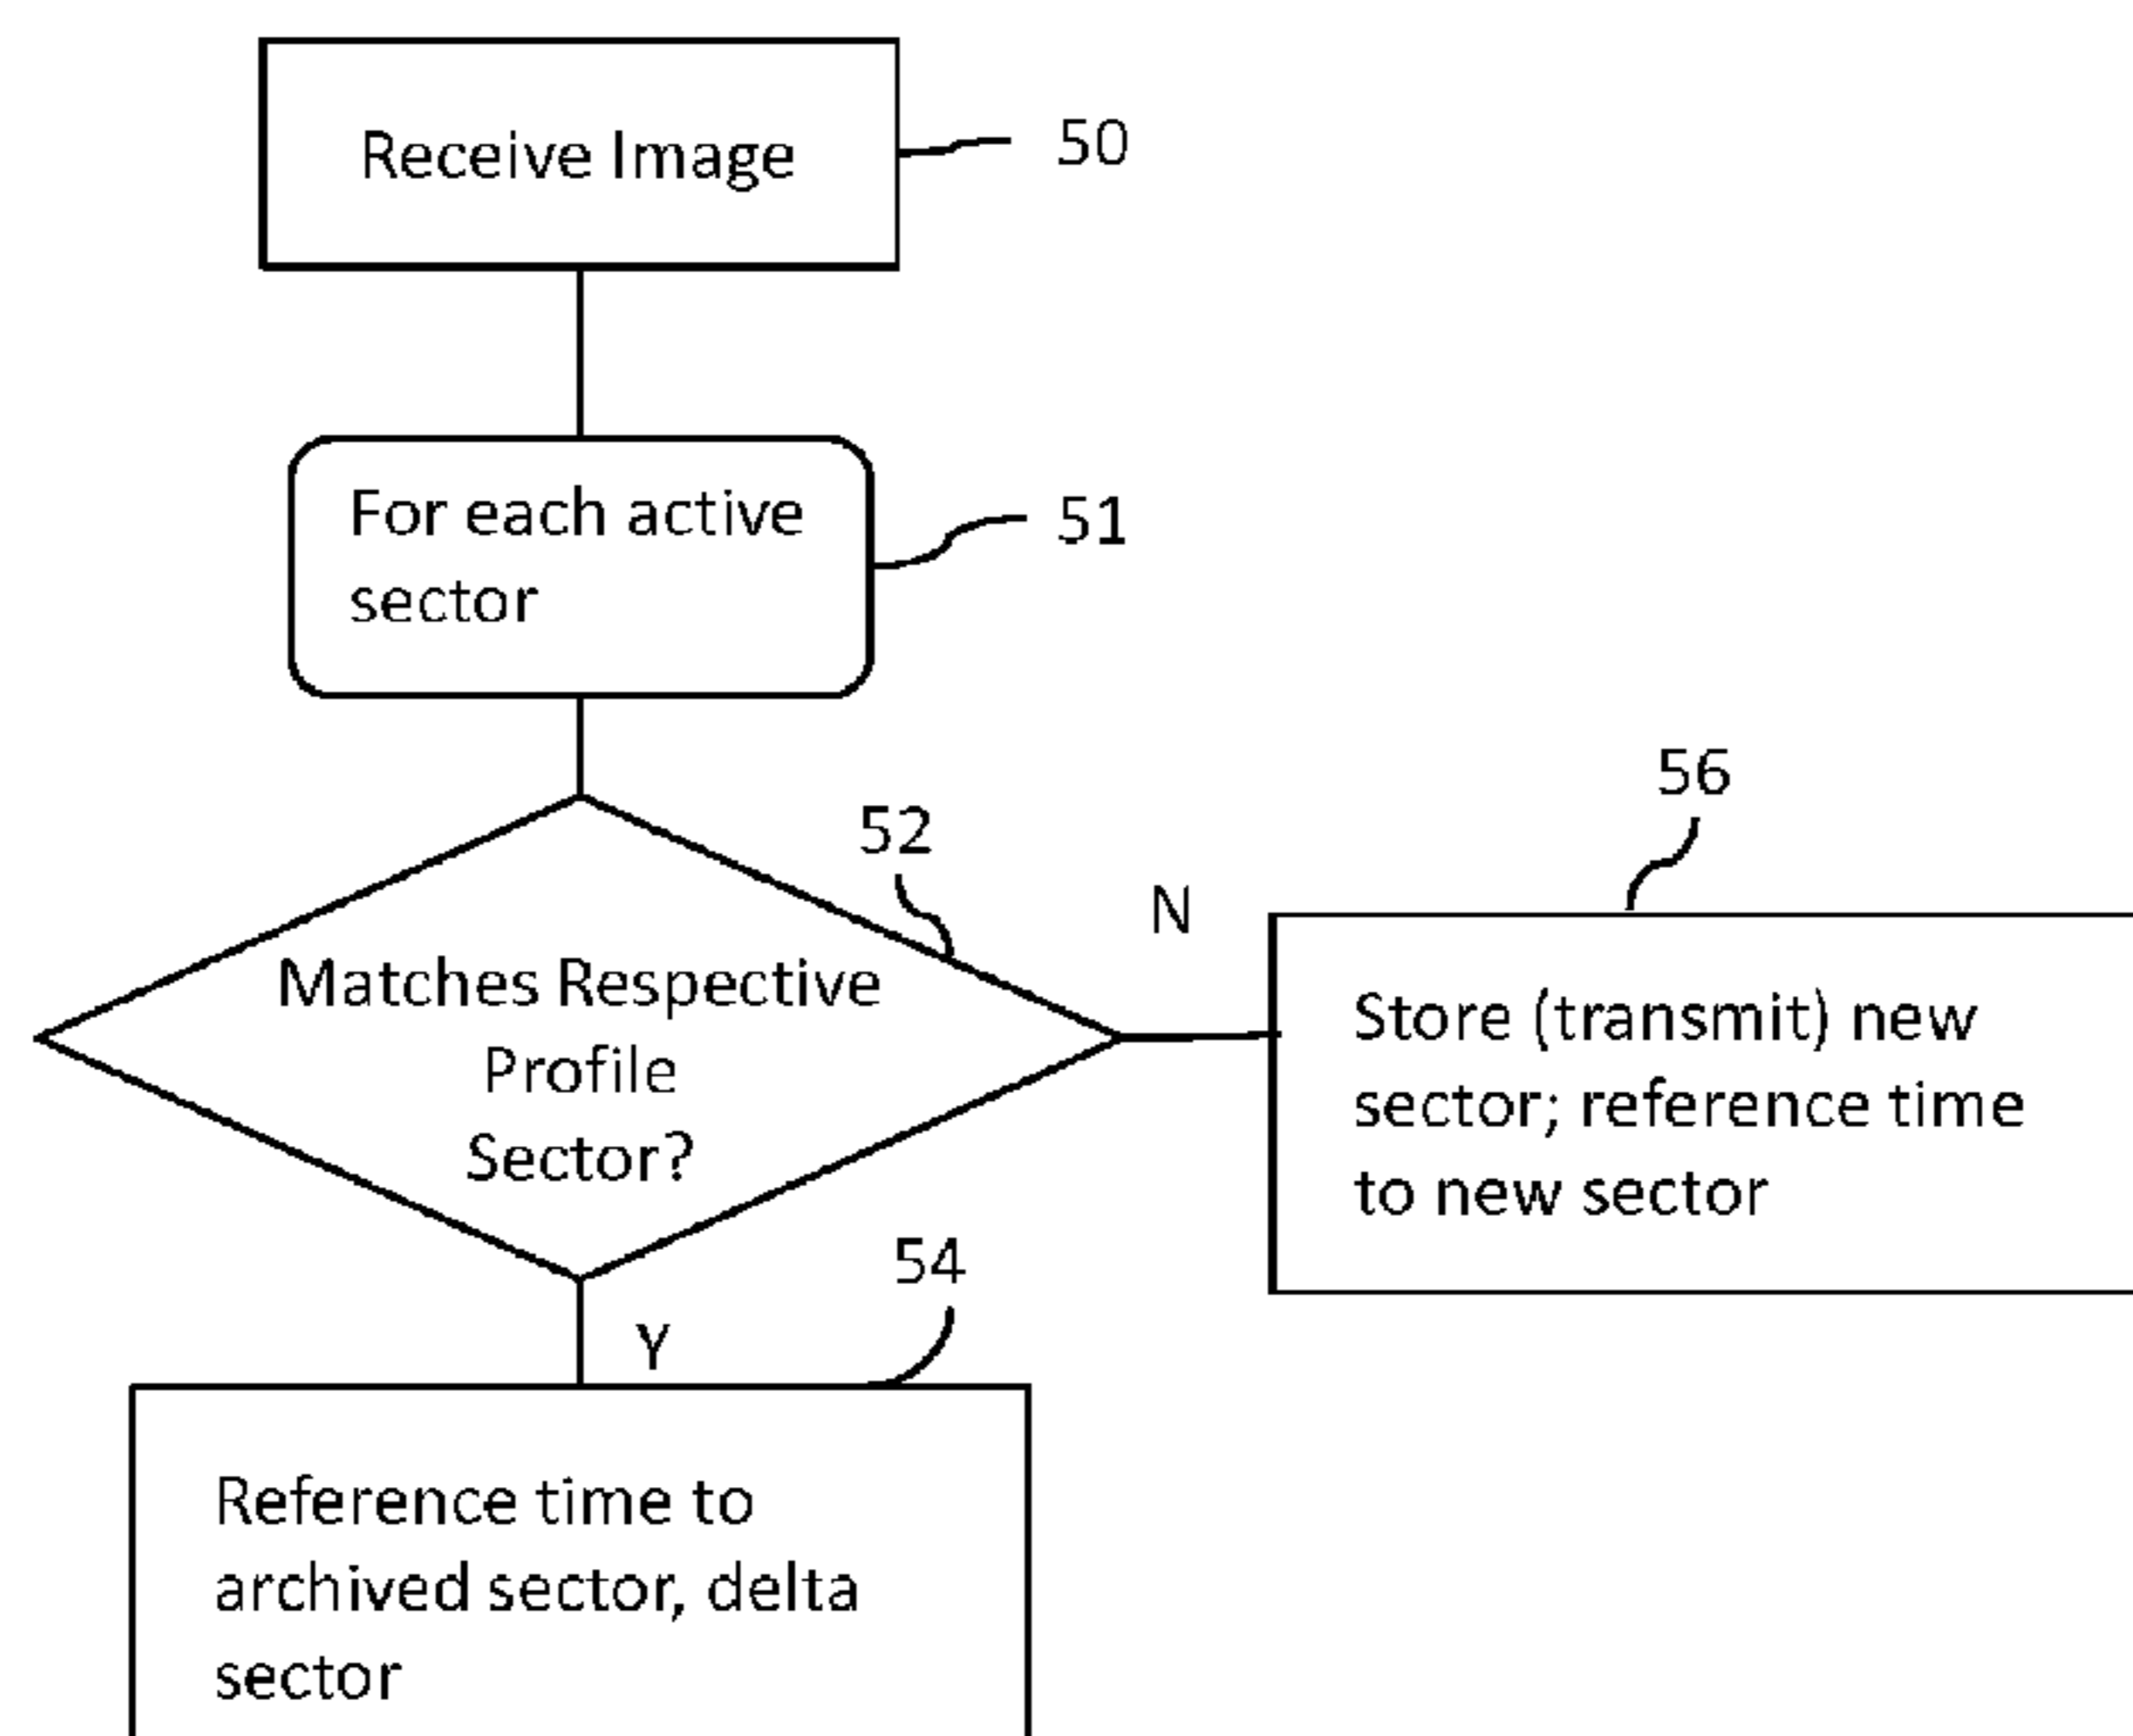 Receive Image
50
For each active
sector
51
52
Matches Respective
Profile
Sector?
N
56
Store (transmit) new
sector; reference time
to new sector
Y
54
Reference time to
archived sector, delta
sector